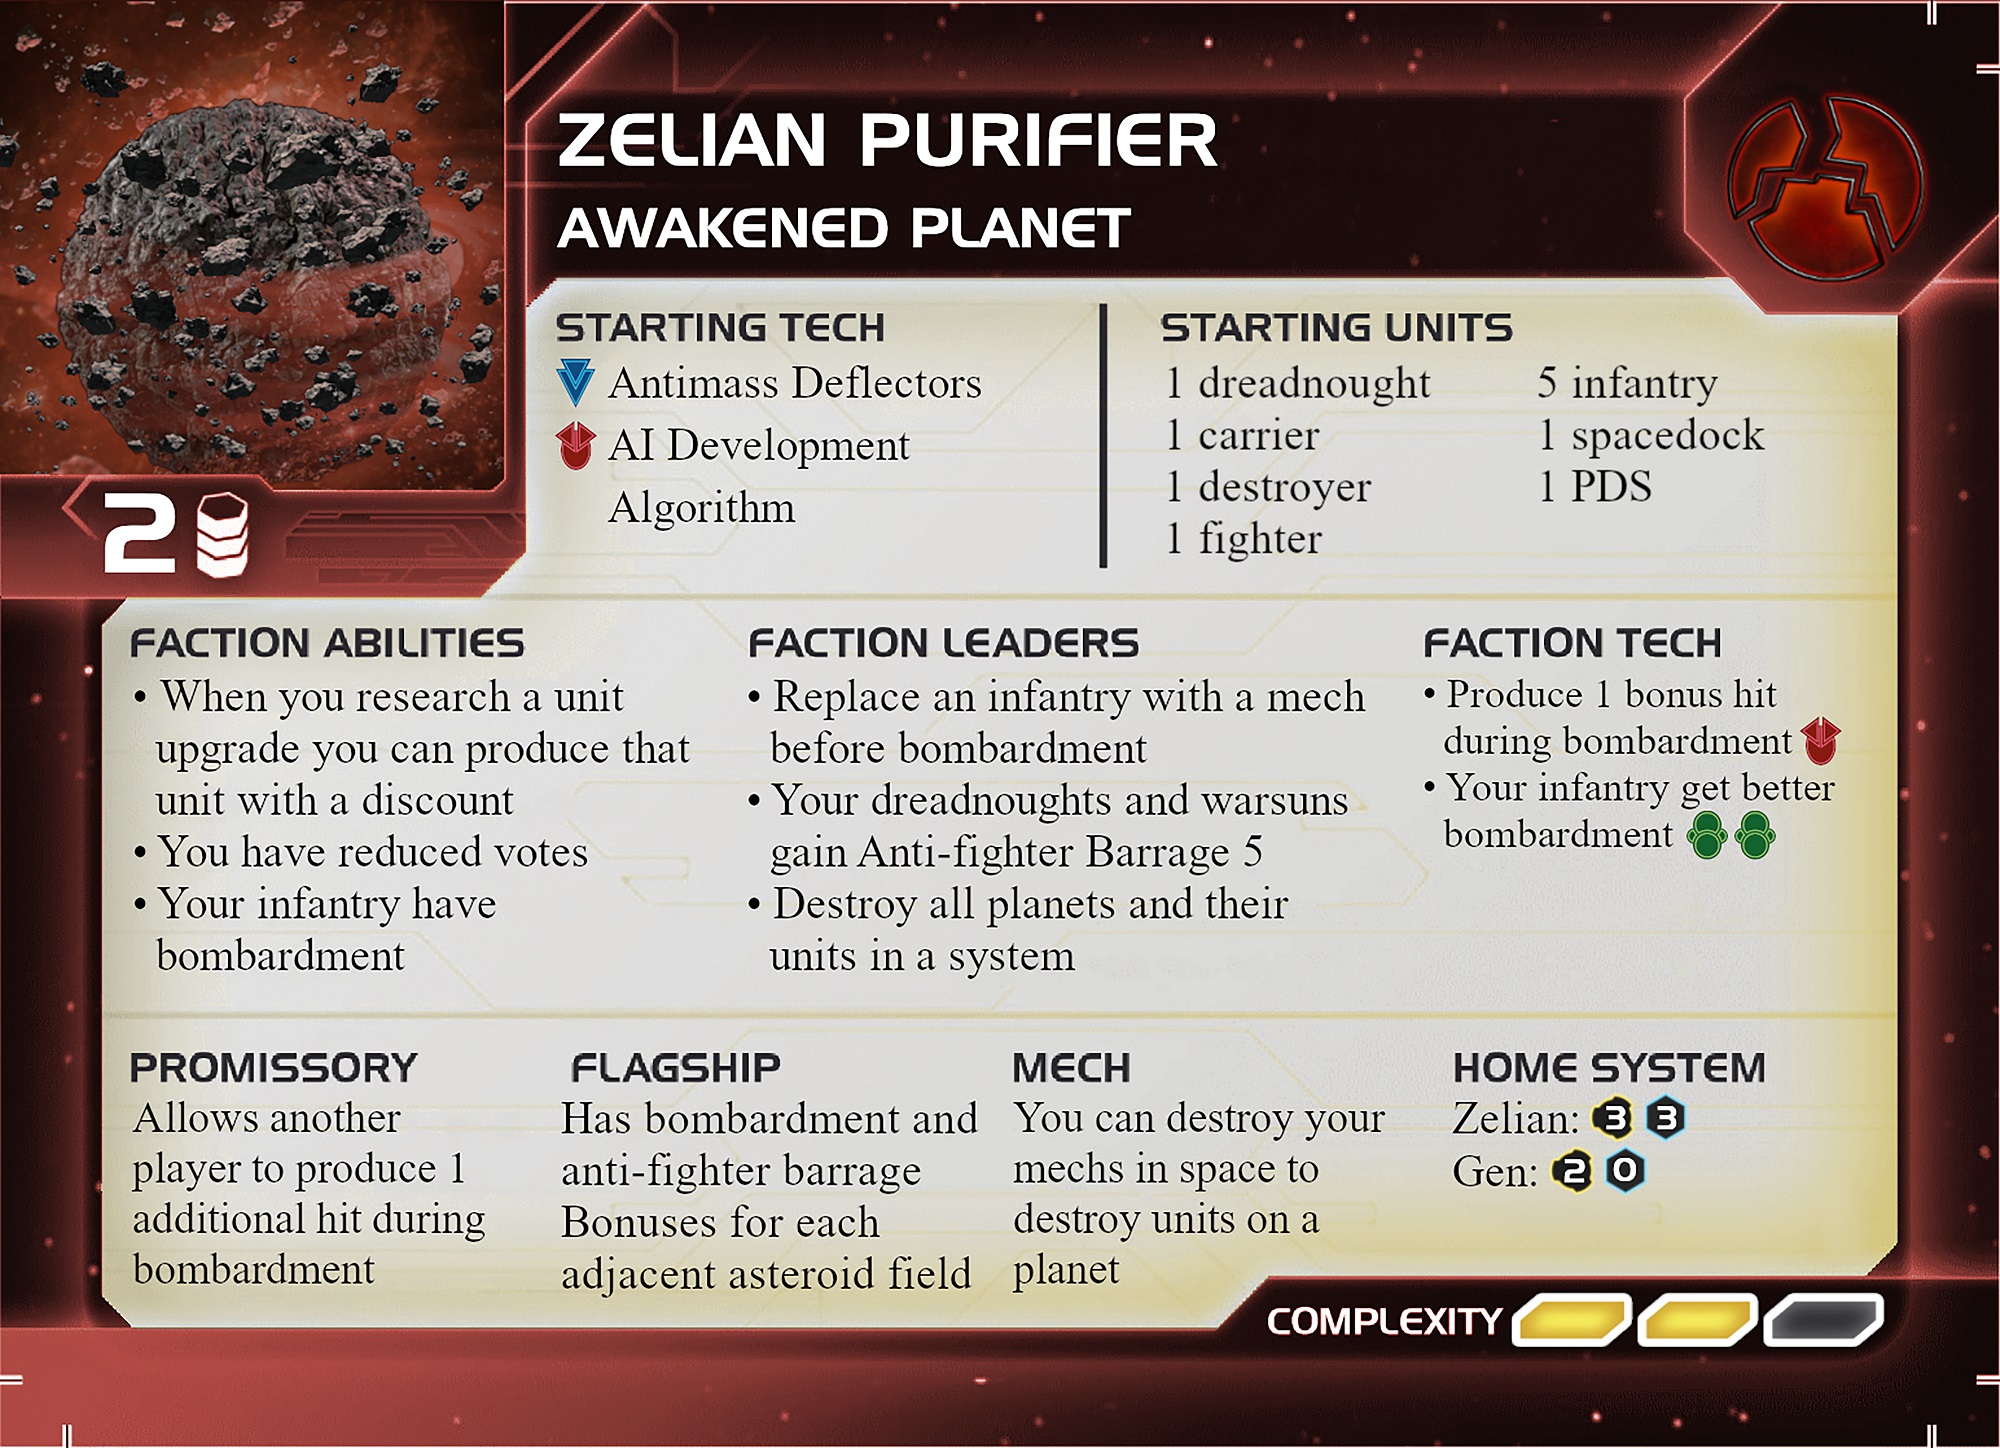 ZELIAN PURIFIER
AWAKENED PLANET
2
STARTING TECH
Antimass Deflectors
AI Development
Algorithm
STARTING UNITS
1 dreadnought
1 carrier
1 destroyer
1 fighter
5 infantry
1 spacedock
1 PDS
FACTION ABILITIES
• When you research a unit
upgrade you can produce that
unit with a discount
• You have reduced votes
• Your infantry have
bombardment
FACTION LEADERS
• Replace an infantry with a mech
before bombardment
• Your dreadnoughts and warsuns
gain Anti-fighter Barrage 5
• Destroy all planets and their
units in a system
FACTION TECH
• Produce 1 bonus hit
during bombardment
• Your infantry get better
bombardment
PROMISSORY
Allows another
player to produce 1
additional hit during
bombardment
FLAGSHIP
Has bombardment and
anti-fighter barrage
Bonuses for each
adjacent asteroid field
MECH
You can destroy your
mechs in space to
destroy units on a
planet
HOME SYSTEM
Zelian: 3 3
Gen: 2 0
COMPLEXITY